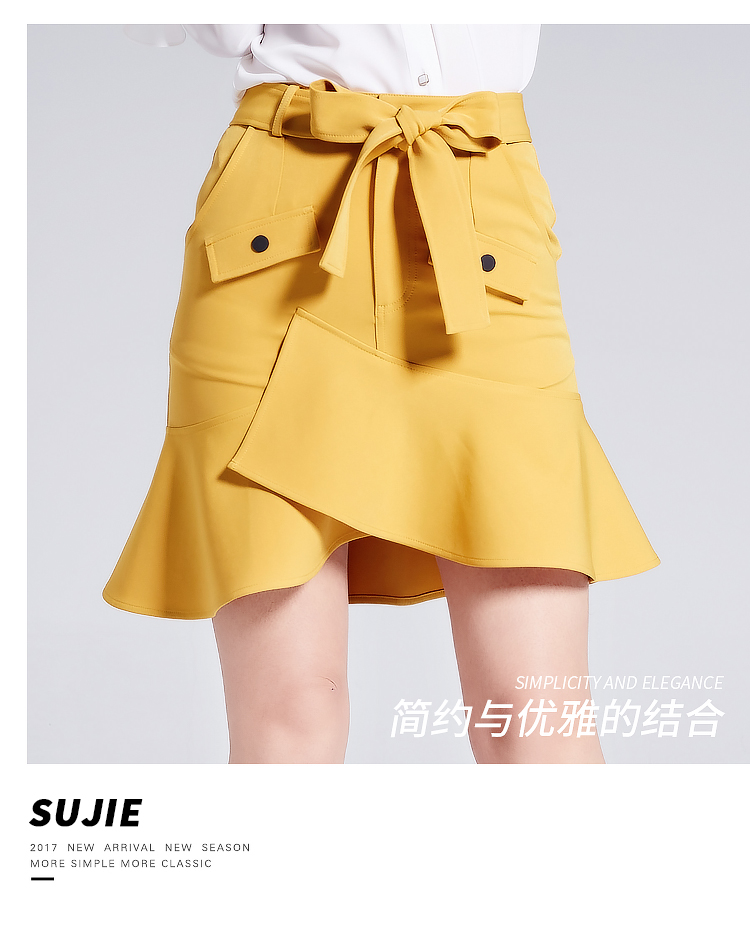 SIMPLICITY AND ELEGANCE
简约与优雅的结合
SUJIE
2017 NEW ARRIVAL NEW SEASON
MORE SIMPLE MORE CLASSIC